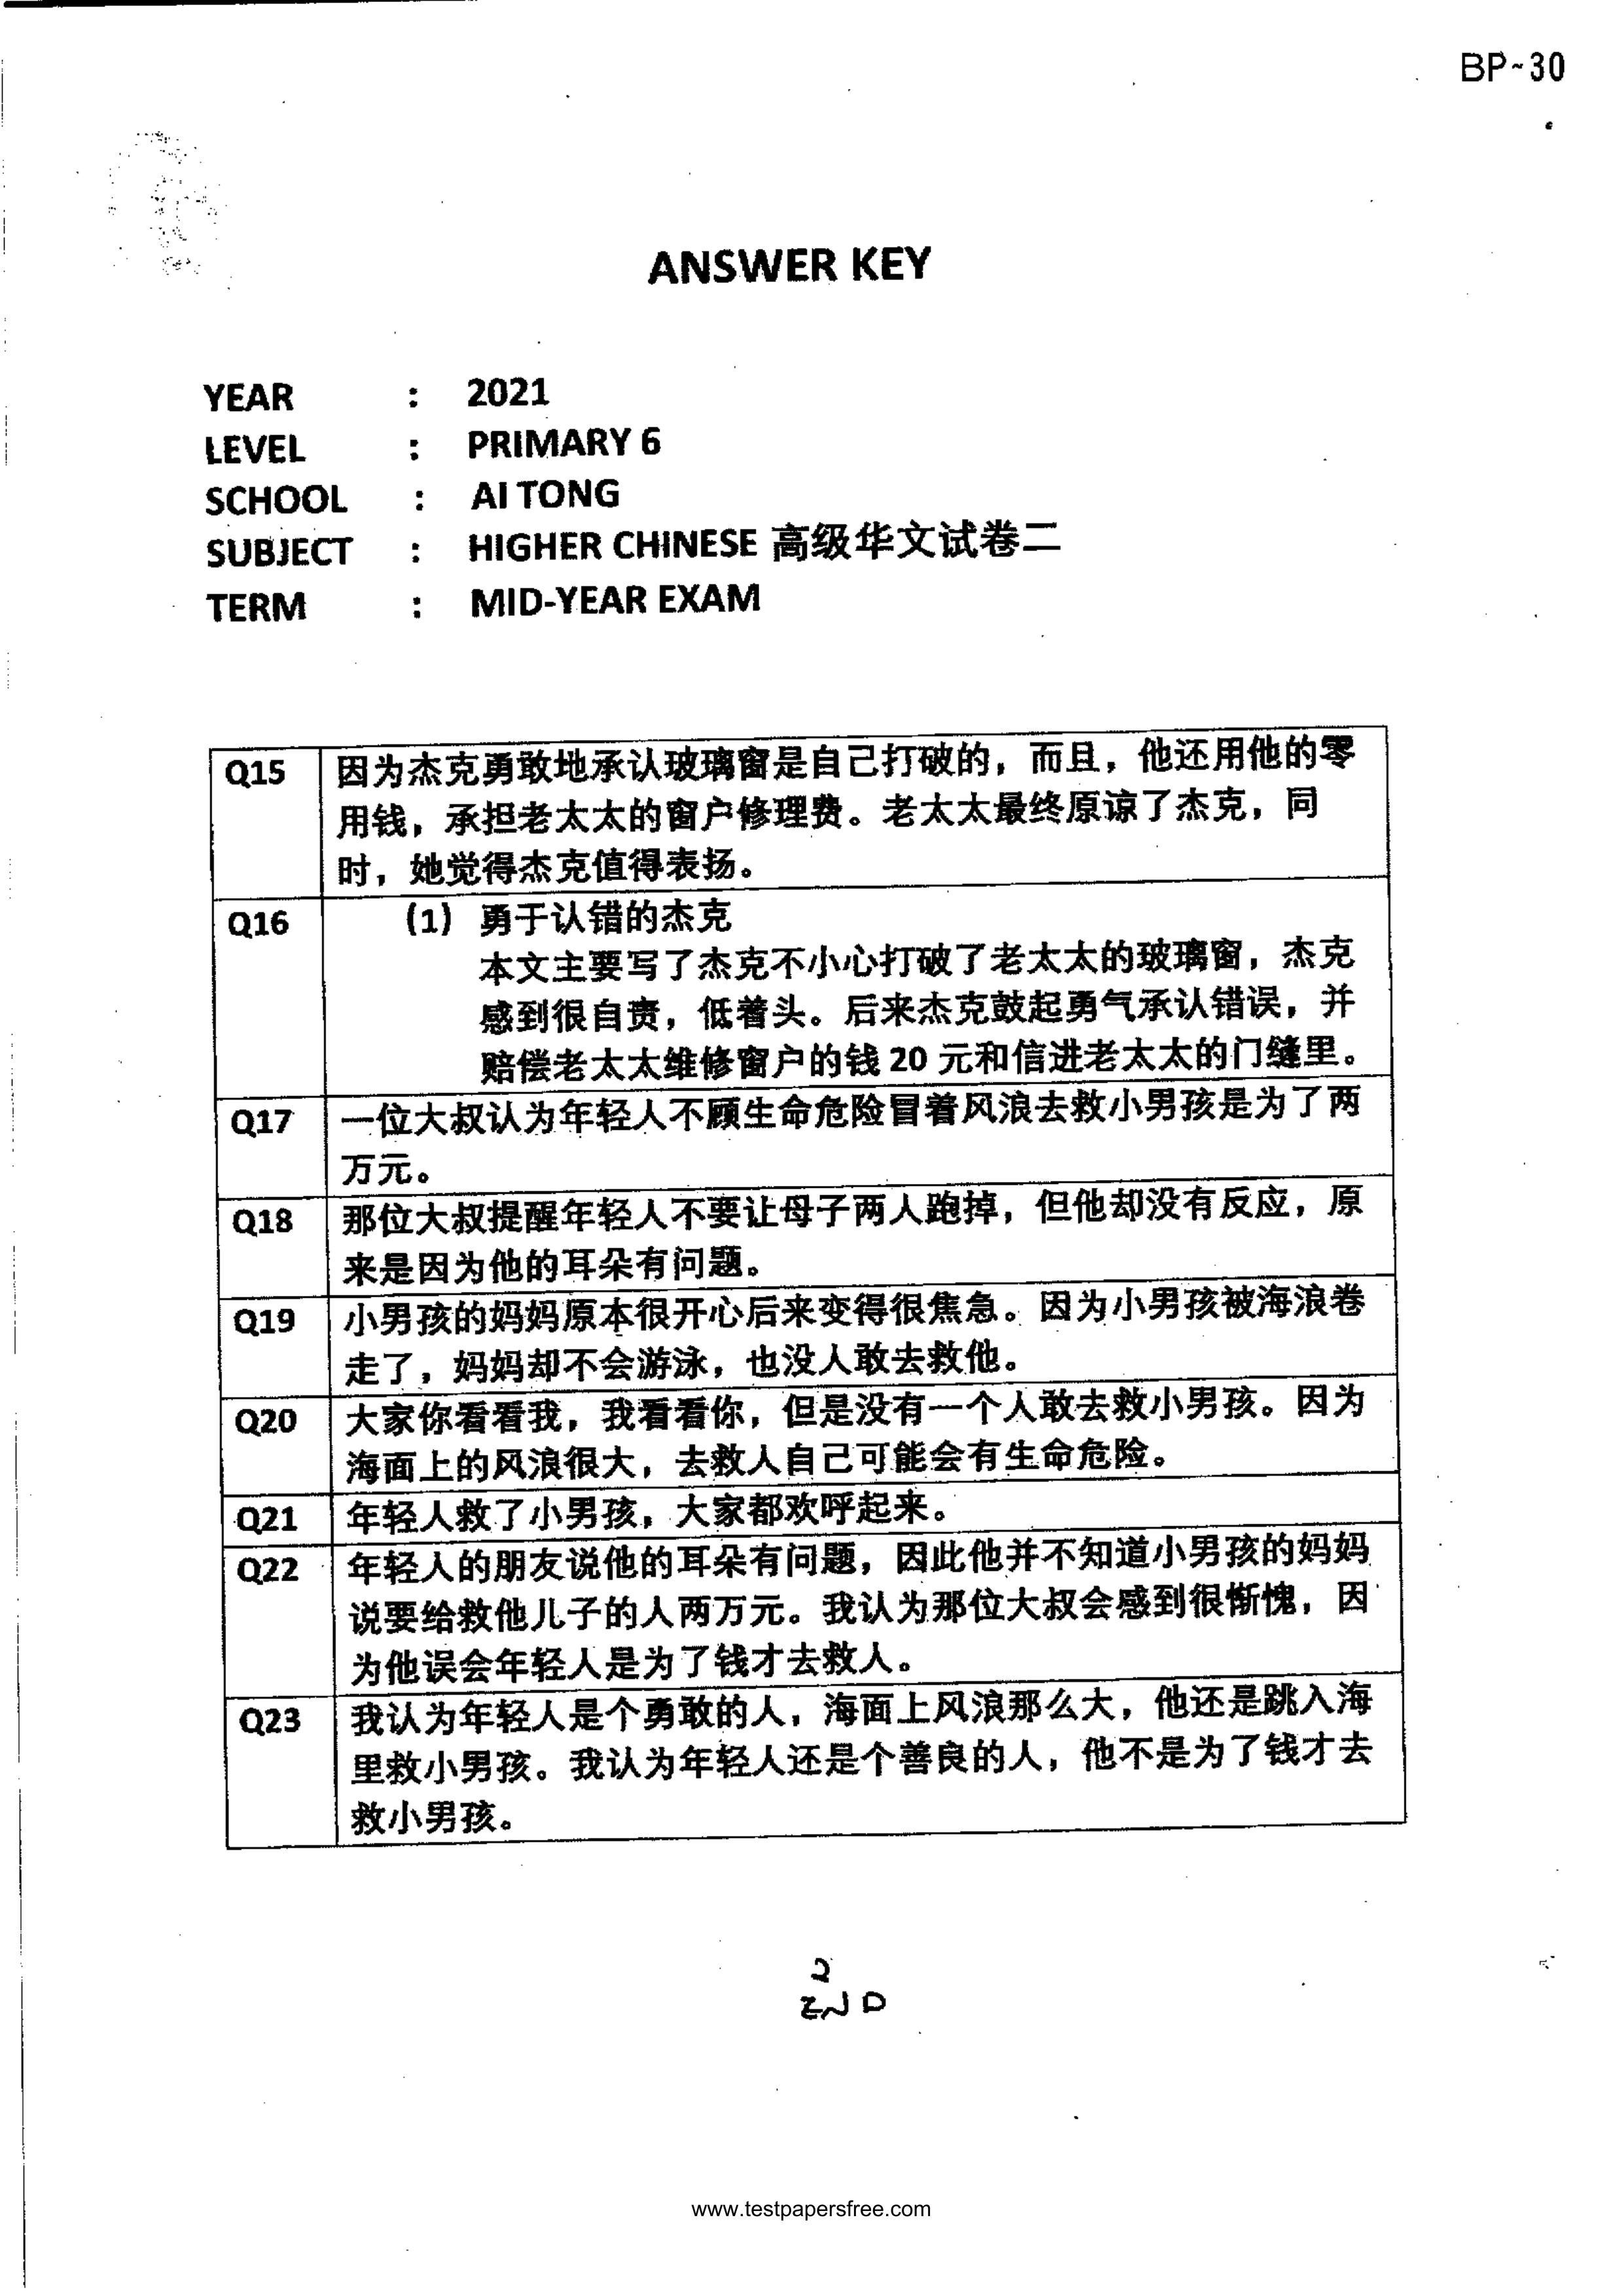 BP~30
ANSWER KEY
YEAR : 2021
LEVEL : PRIMARY 6
SCHOOL : AI TONG
SUBJECT : HIGHER CHINESE 高级华文试卷二
TERM : MID-YEAR EXAM
Q15 因为杰克勇敢地承认玻璃窗是自己打破的，而且，他还用他的零
用钱，承担老太太的窗户修理费。老太太最终原谅了杰克，同
时，她觉得杰克值得表扬。
Q16 (1) 勇于认错的杰克
本文主要写了杰克不小心打破了老太太的玻璃窗，杰克
感到很自责，低着头。后来杰克鼓起勇气承认错误，并
赔偿老太太维修窗户的钱 20 元和信进老太太的门缝里。
Q17 一位大叔认为年轻人不顾生命危险冒着风浪去救小男孩是为了两
万元。
Q18 那位大叔提醒年轻人不要让母子两人跑掉，但他却没有反应，原
来是因为他的耳朵有问题。
Q19 小男孩的妈妈原本很开心后来变得很焦急。因为小男孩被海浪卷
走了，妈妈却不会游泳，也没人敢去救他。
Q20 大家你看看我，我看看你，但是没有一个人敢去救小男孩。因为
海面上的风浪很大，去救人自己可能会有生命危险。
Q21 年轻人救了小男孩，大家都欢呼起来。
Q22 年轻人的朋友说他的耳朵有问题，因此他并不知道小男孩的妈妈
说要给救他儿子的人两万元。我认为那位大叔会感到很惭愧，因
为他误会年轻人是为了钱才去救人。
Q23 我认为年轻人是个勇敢的人，海面上风浪那么大，他还是跳入海
里救小男孩。我认为年轻人还是个善良的人，他不是为了钱才去
救小男孩。
2
END
www.testpapersfree.com